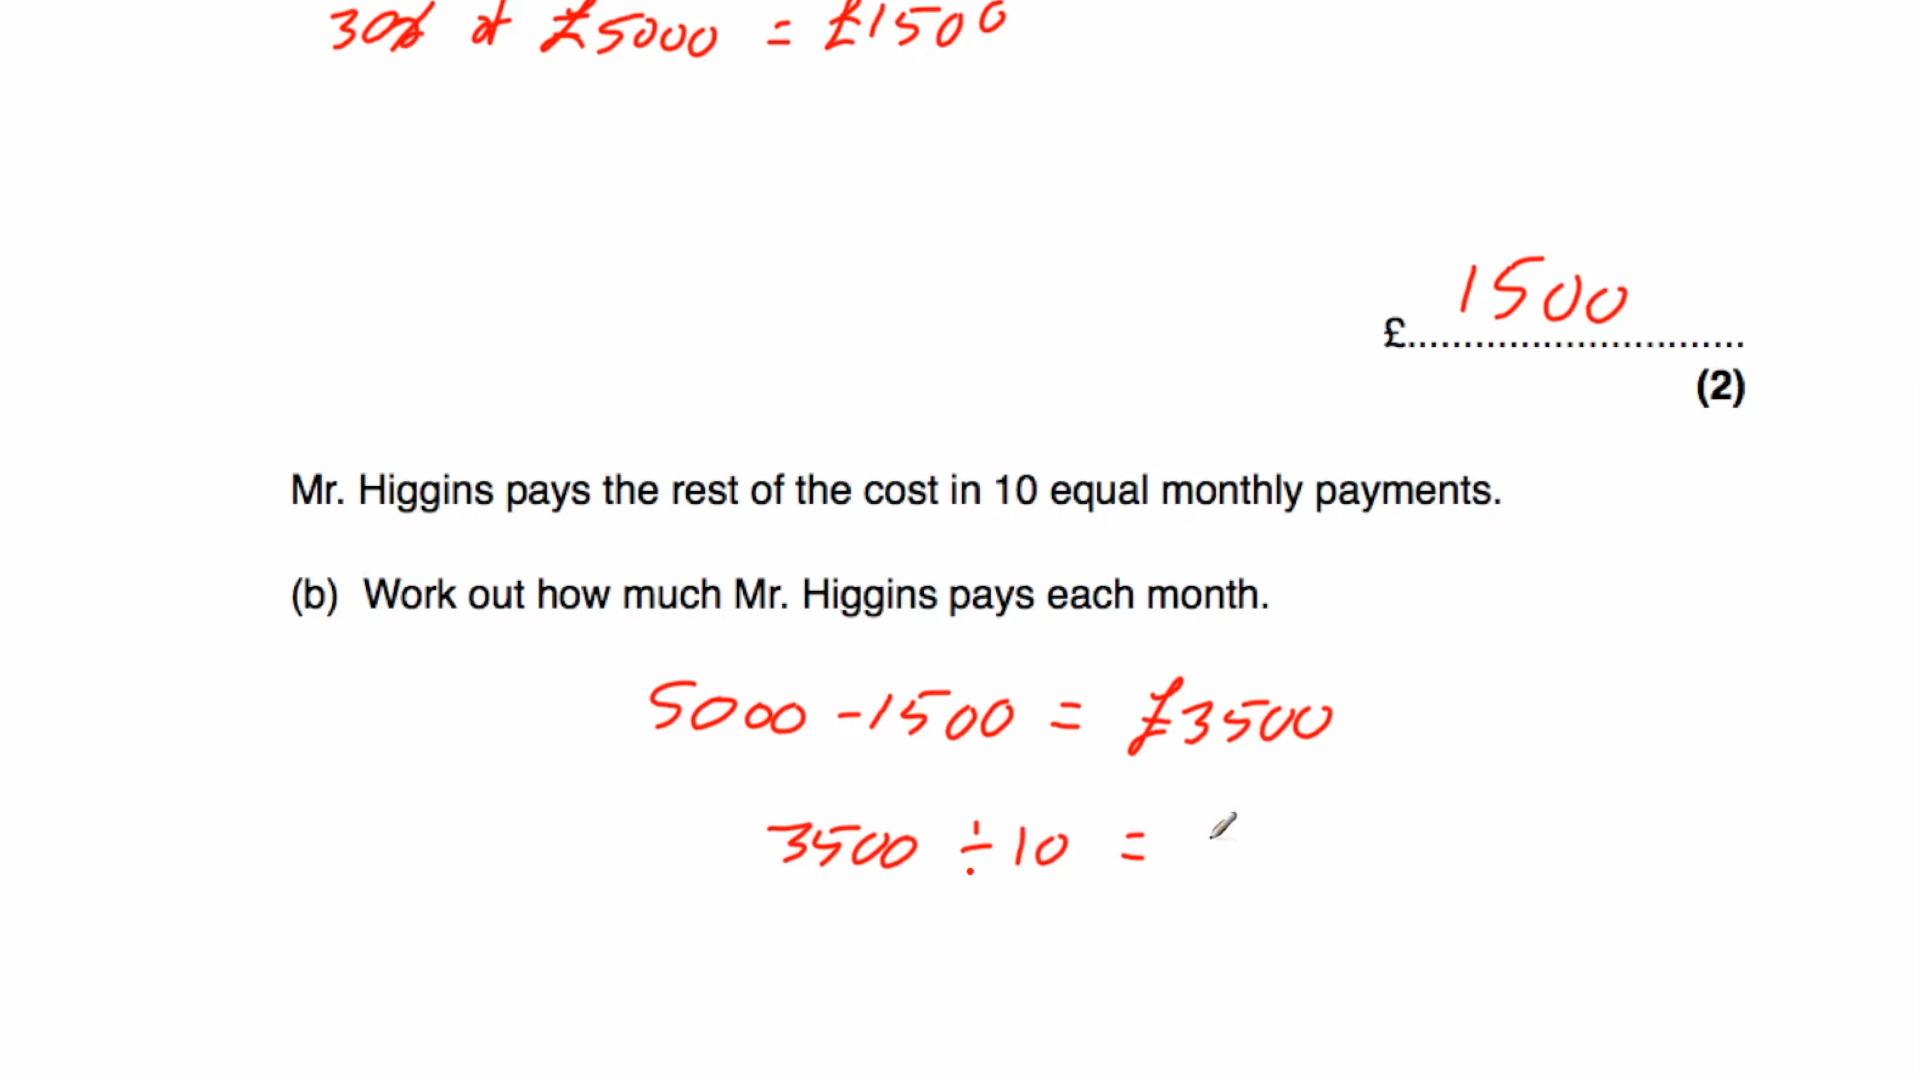 30% of £5000 = £1500
1500
£..............................
(2)
Mr. Higgins pays the rest of the cost in 10 equal monthly payments.
(b) Work out how much Mr. Higgins pays each month.
5000 - 1500 = £3500
3500 ÷ 10 =